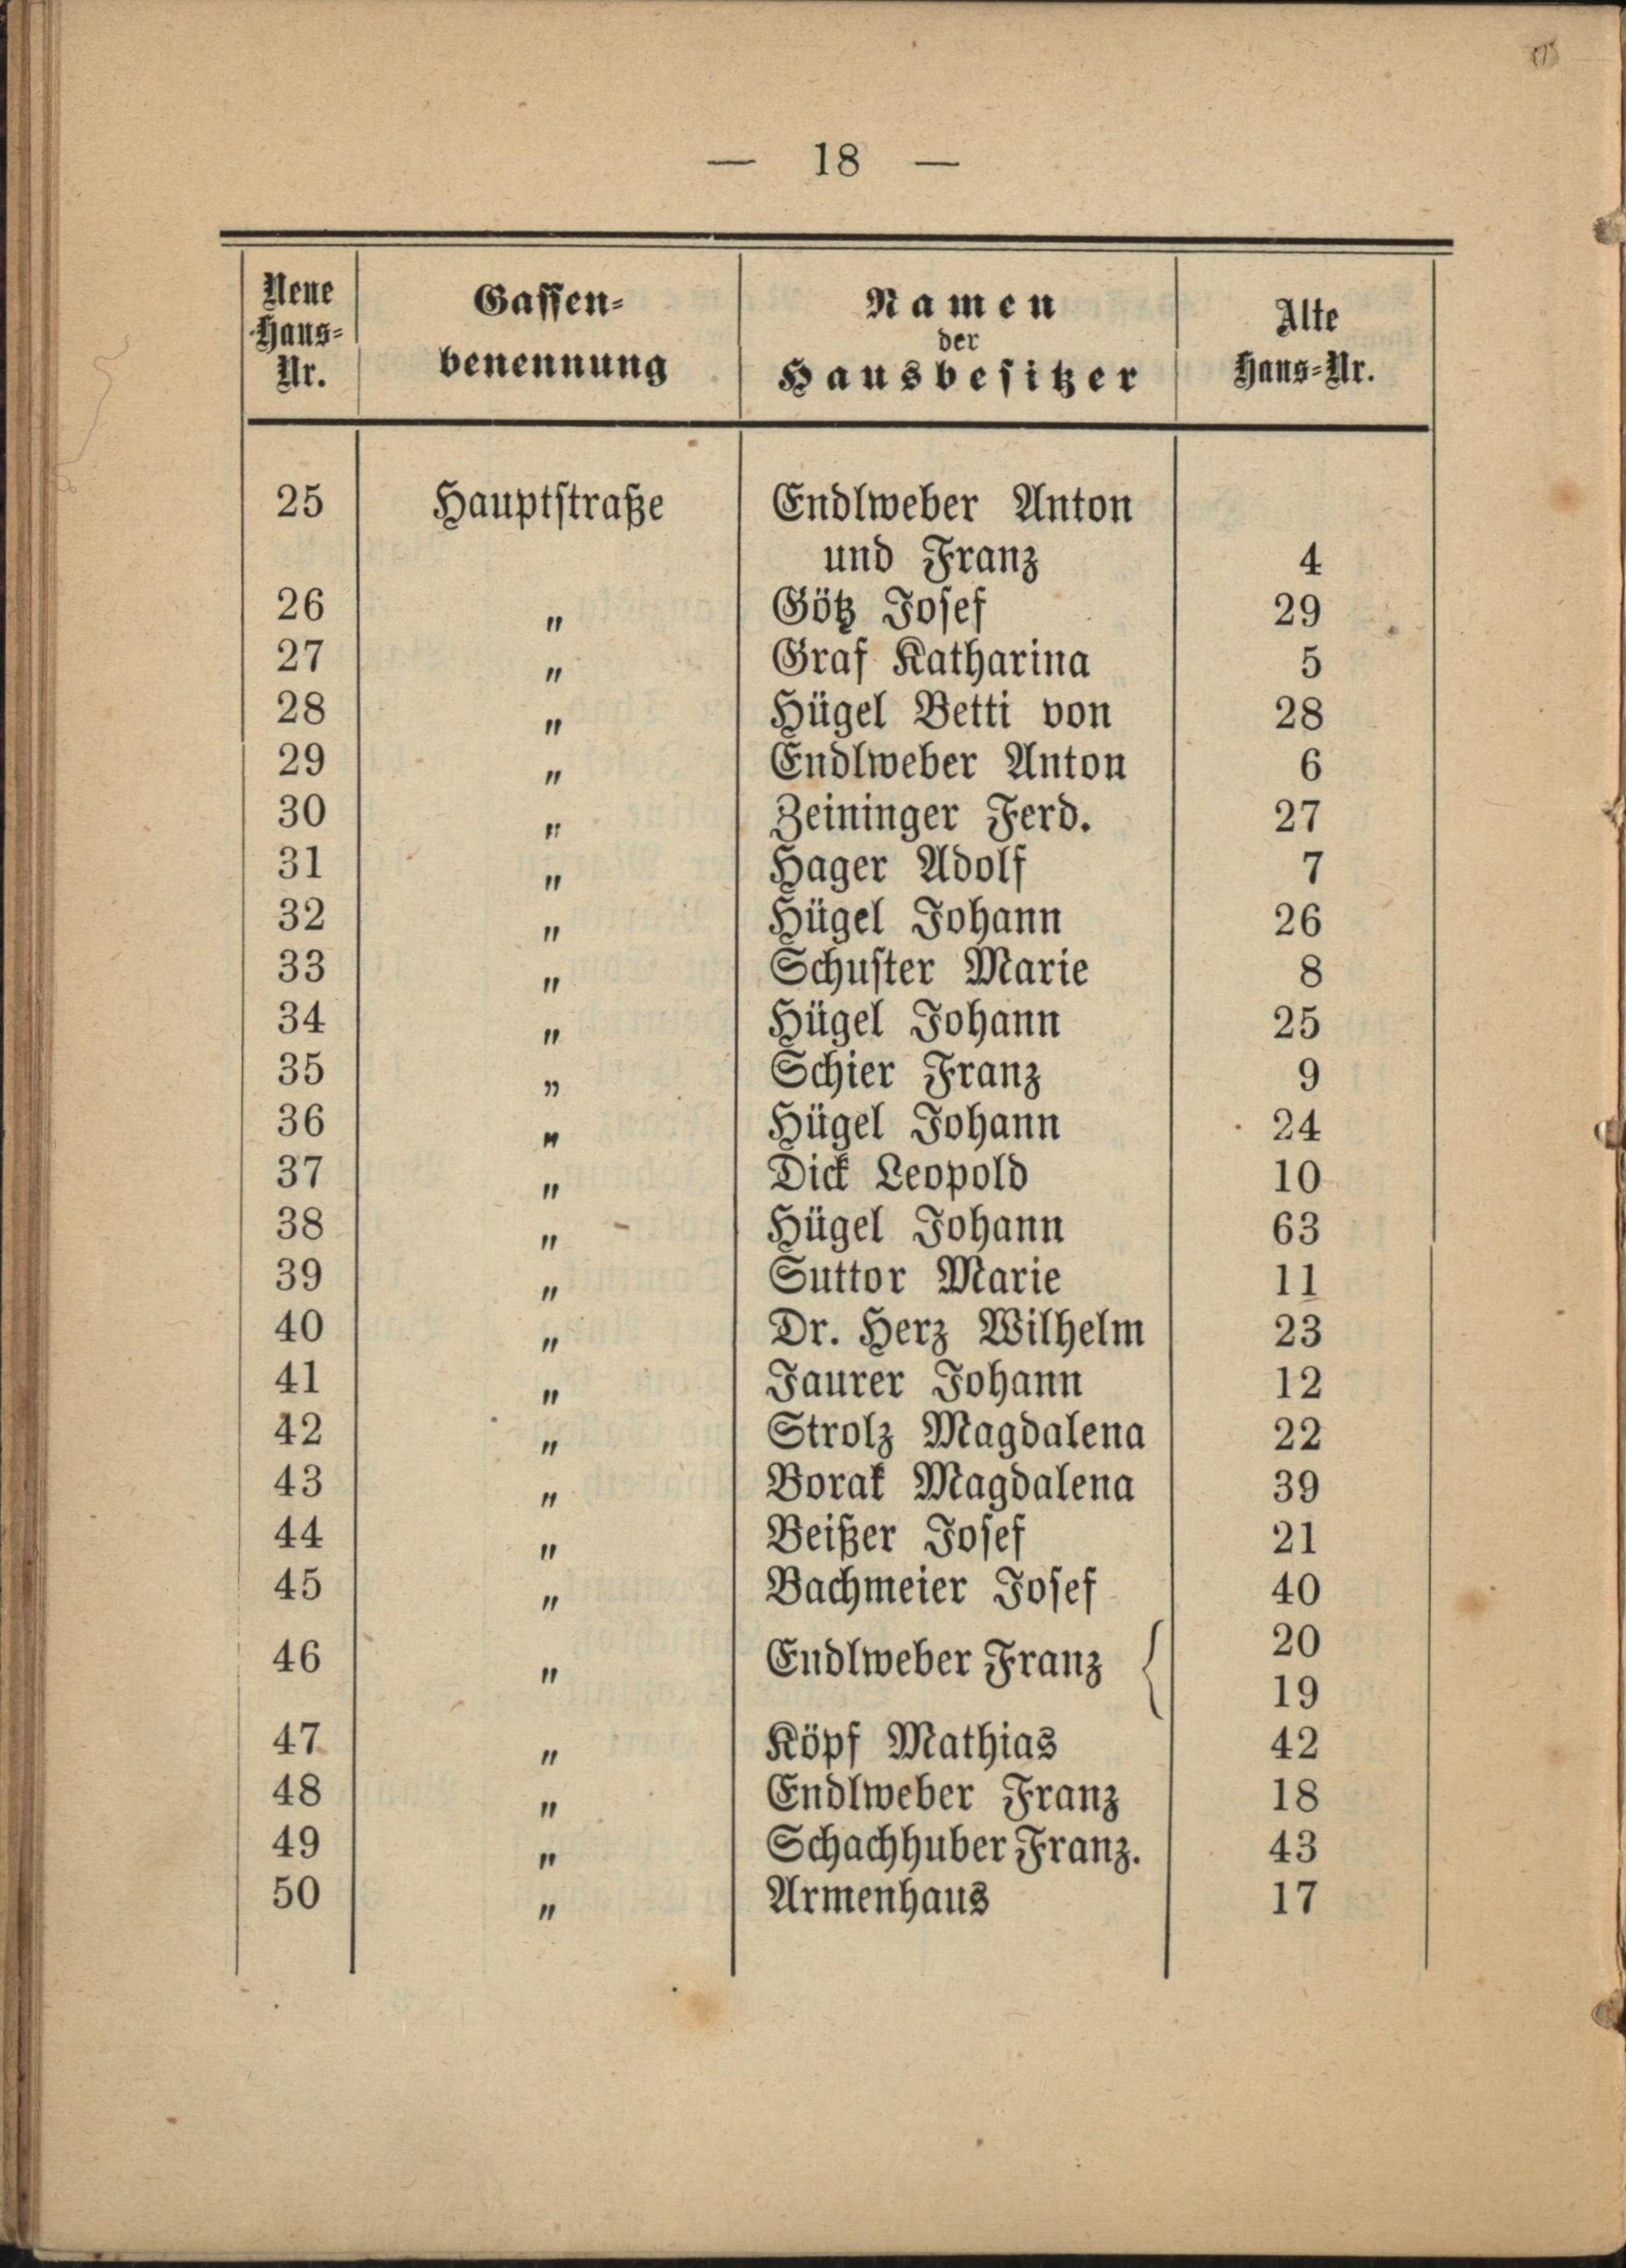 — 18 —
Neue Haus-Nr. Gassen-benennung Namen der Hausbesitzer Alte Haus-Nr.
25 Hauptstraße Endlweber Anton
und Franz 4
26 „ Götz Josef 29
27 „ Graf Katharina 5
28 „ Hügel Betti von 28
29 „ Endlweber Anton 6
30 „ Zeininger Ferd. 27
31 „ Hager Adolf 7
32 „ Hügel Johann 26
33 „ Schuster Marie 8
34 „ Hügel Johann 25
35 „ Schier Franz 9
36 „ Hügel Johann 24
37 „ Dick Leopold 10
38 „ Hügel Johann 63
39 „ Suttor Marie 11
40 „ Dr. Herz Wilhelm 23
41 „ Jaurer Johann 12
42 „ Strolz Magdalena 22
43 „ Borak Magdalena 39
44 „ Beißer Josef 21
45 „ Bachmeier Josef 40
46 „ Endlweber Franz { 20
19
47 „ Köpf Mathias 42
48 „ Endlweber Franz 18
49 „ Schachhuber Franz. 43
50 „ Armenhaus 17